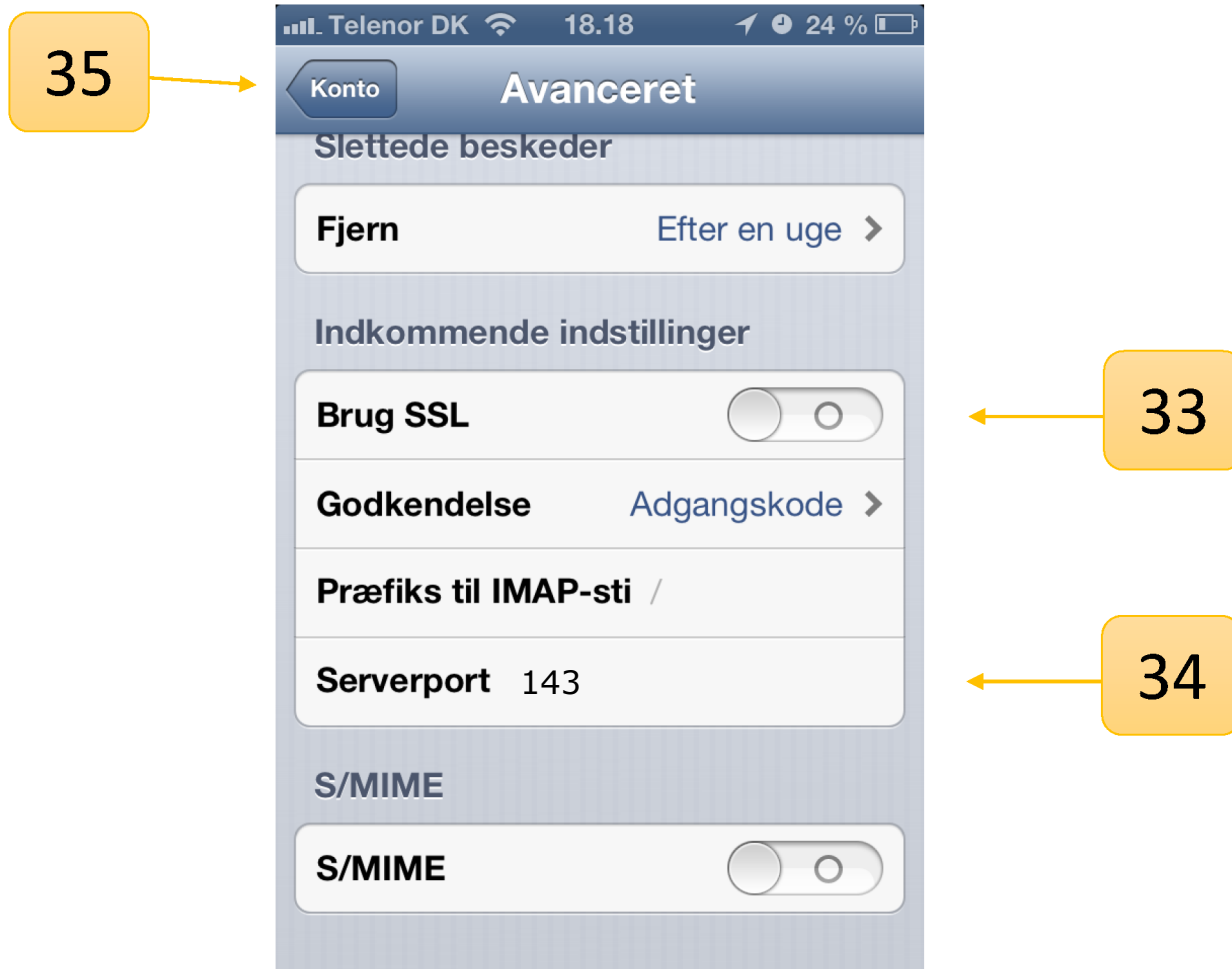 Telenor DK 18.18 24 %
35
Konto Avanceret
Slettede beskeder
Fjern Efter en uge
Indkommende indstillinger
Brug SSL
33
Godkendelse Adgangskode
Præfiks til IMAP-sti /
Serverport 143
34
S/MIME
S/MIME